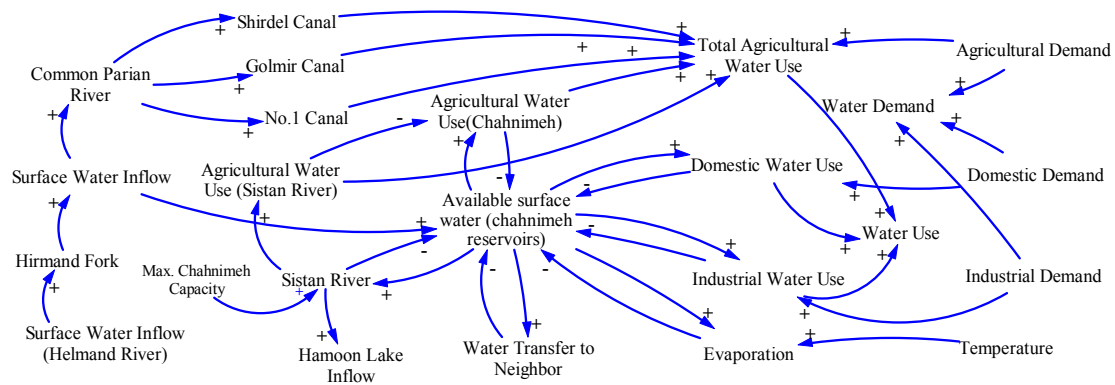 Shirdel Canal
Common Parian
River
Golmir Canal
No.1 Canal
Total Agricultural
Water Use
Agricultural Demand
Agricultural Water
Use(Chahnimeh)
Water Demand
Surface Water Inflow
Agricultural Water
Use (Sistan River)
Domestic Water Use
Domestic Demand
Available surface
water (chahnimeh
reservoirs)
Water Use
Hirmand Fork
Max. Chahnimeh
Capacity
Sistan River
Industrial Water Use
Industrial Demand
Surface Water Inflow
(Helmand River)
Hamoon Lake
Inflow
Water Transfer to
Neighbor
Evaporation
Temperature